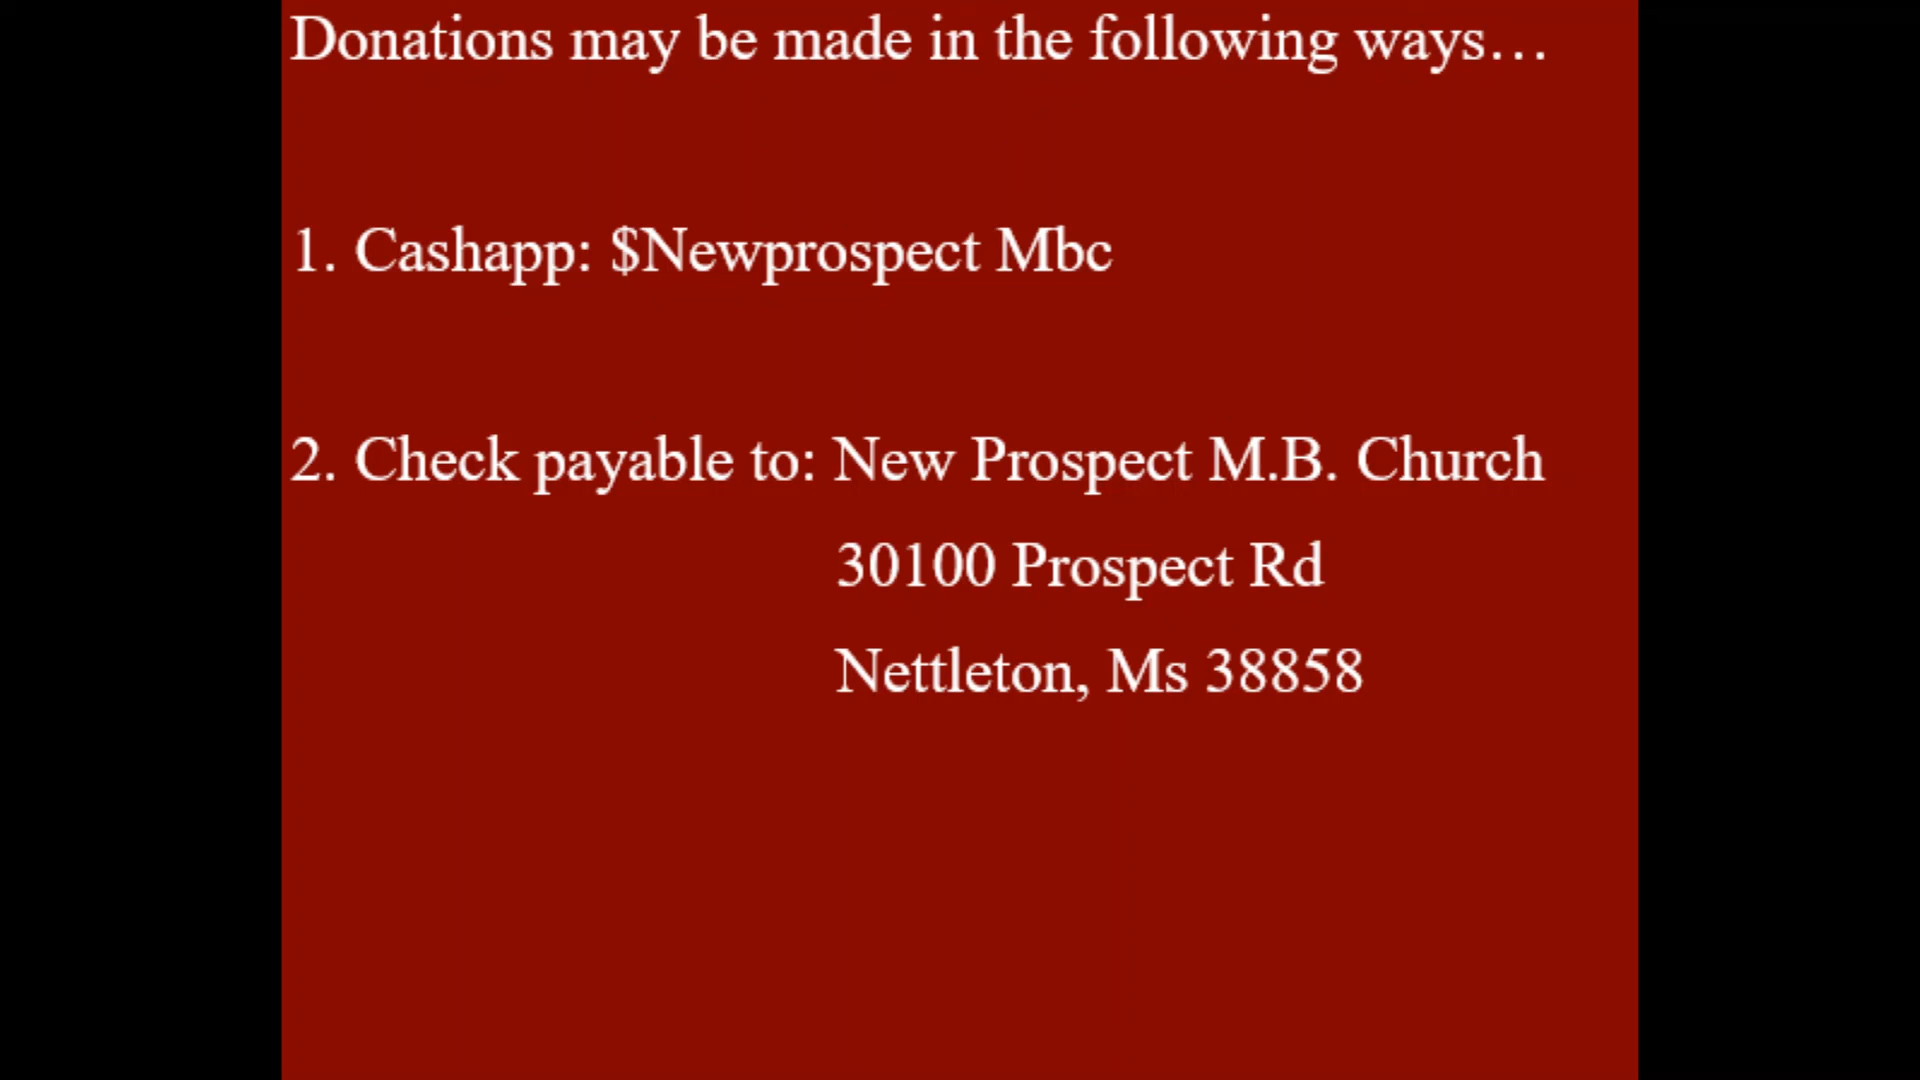 Donations may be made in the following ways…
1. Cashapp: $Newprospect Mbc
2. Check payable to: New Prospect M.B. Church
30100 Prospect Rd
Nettleton, Ms 38858